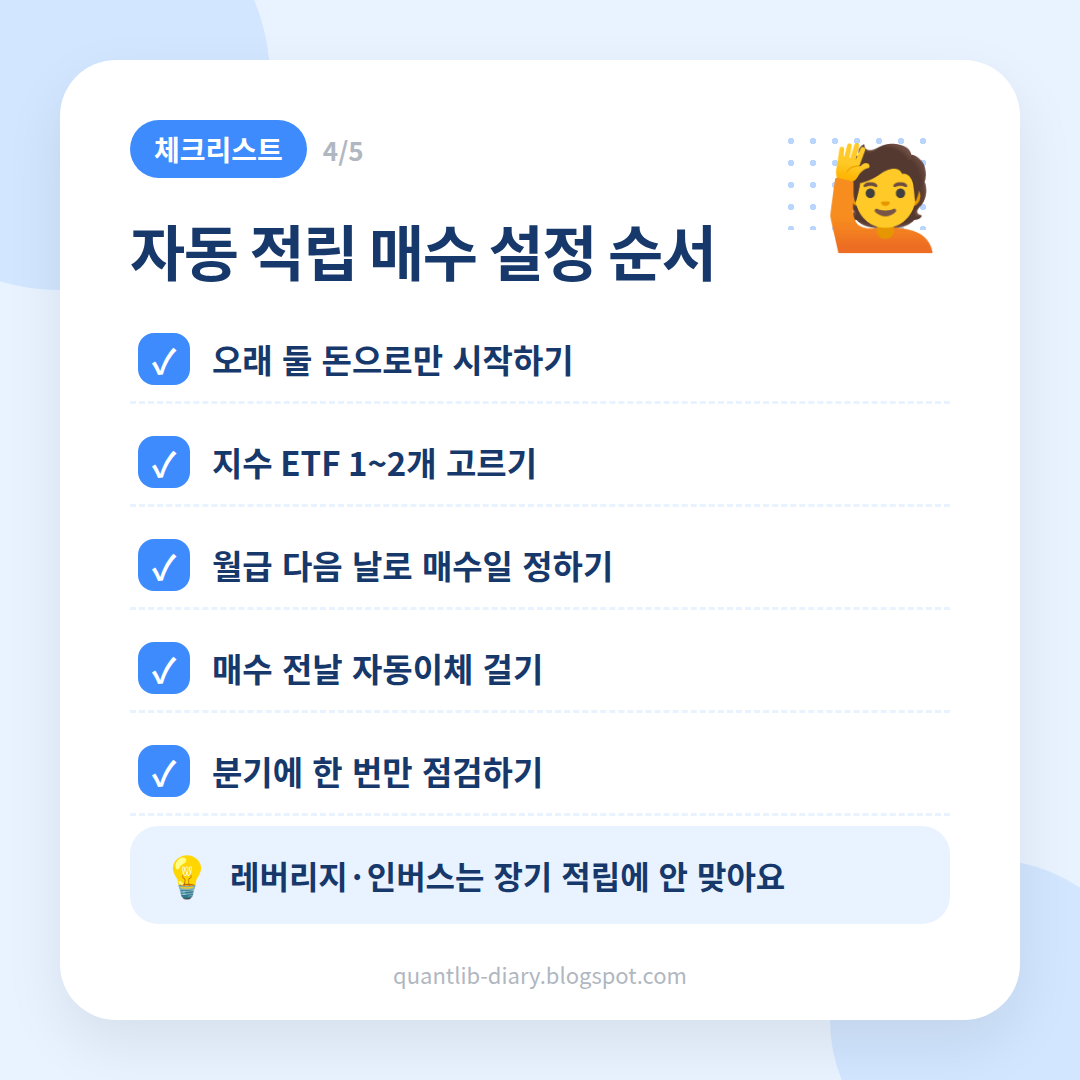 체크리스트 4/5
자동 적립 매수 설정 순서
✓ 오래 둘 돈으로만 시작하기
✓ 지수 ETF 1~2개 고르기
✓ 월급 다음 날로 매수일 정하기
✓ 매수 전날 자동이체 걸기
✓ 분기에 한 번만 점검하기
레버리지·인버스는 장기 적립에 안 맞아요
quantlib-diary.blogspot.com